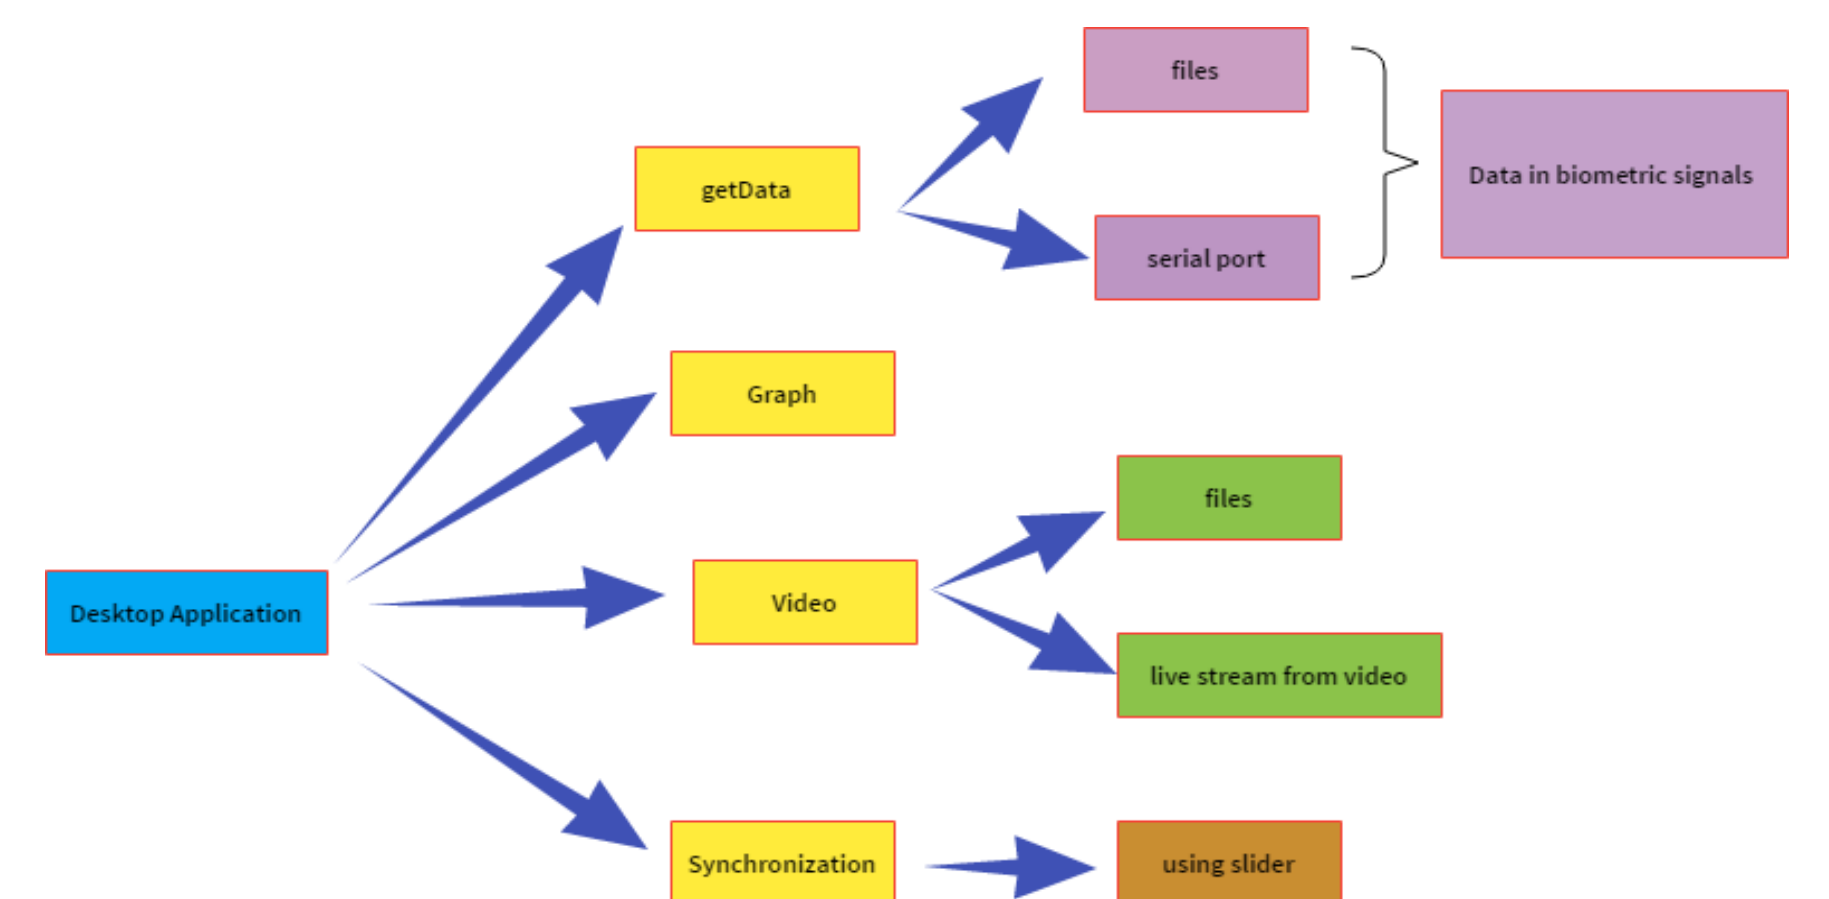 files
Data in biometric signals
getData
serial port
Graph
files
Desktop Application
Video
live stream from video
Synchronization
using slider